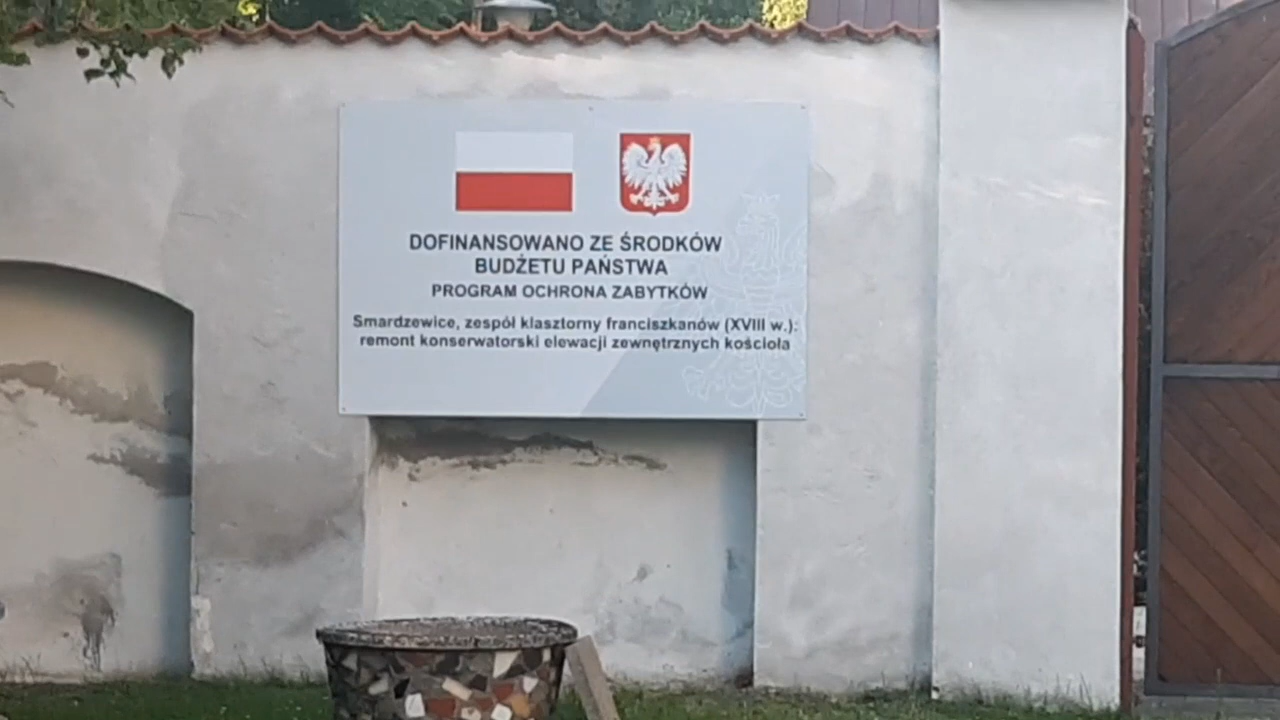 DOFINANSOWANO ZE ŚRODKÓW
BUDŻETU PAŃSTWA
PROGRAM OCHRONA ZABYTKÓW
Smardzewice, zespół klasztorny franciszkanów (XVIII w.):
remont konserwatorski elewacji zewnętrznych kościoła